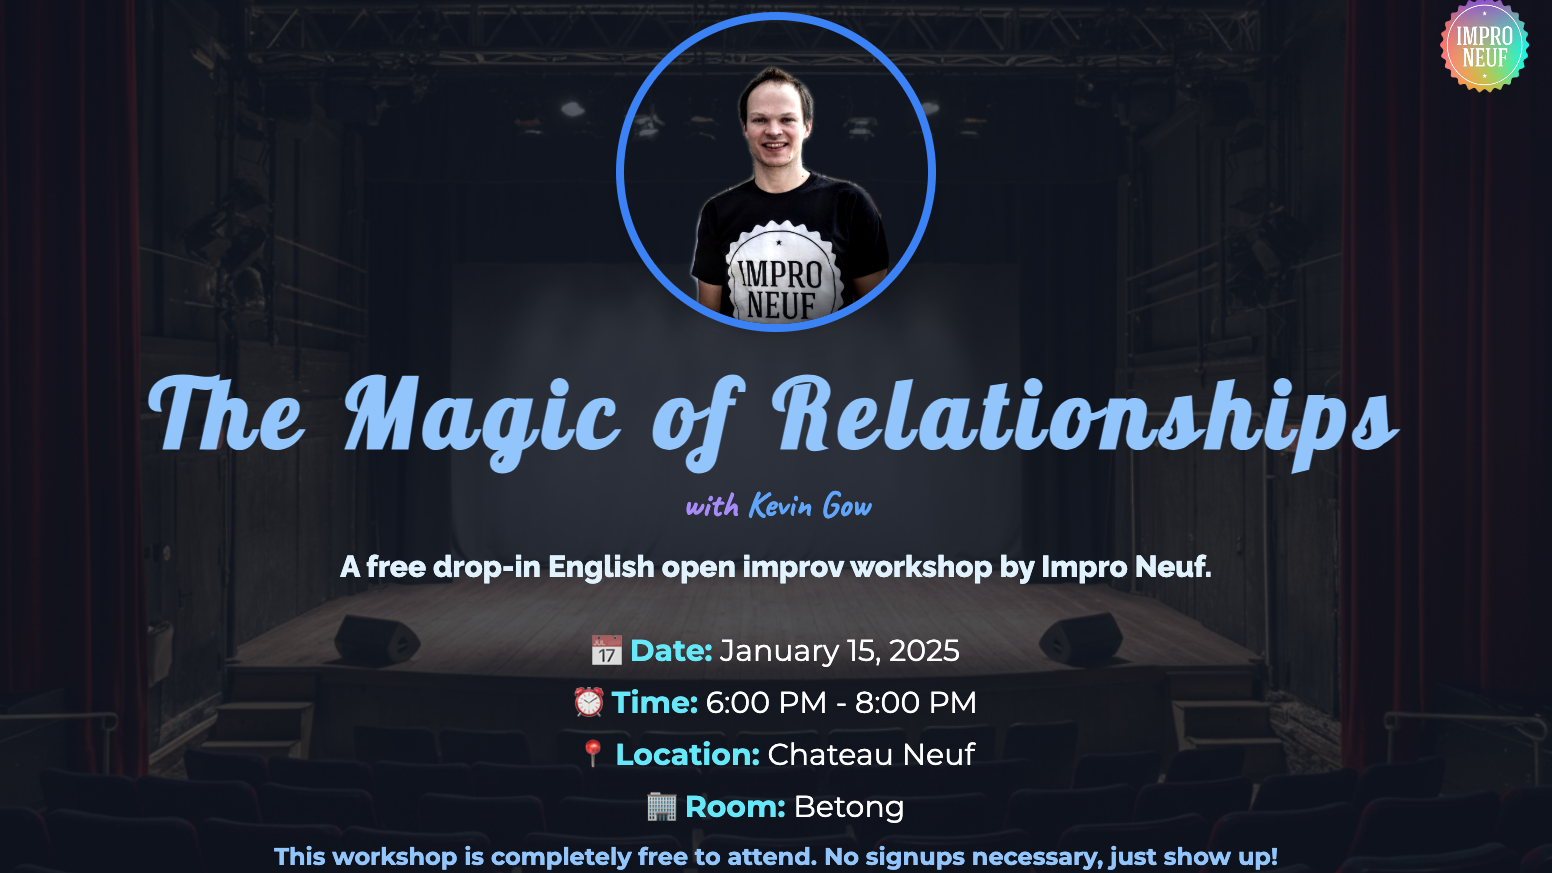 IMPRO
NEUF
IMPRO
NEUF
The Magic of Relationships
with Kevin Gow
A free drop-in English open improv workshop by Impro Neuf.
JUL
17
Date: January 15, 2025
Time: 6:00 PM - 8:00 PM
Location: Chateau Neuf
Room: Betong
This workshop is completely free to attend. No signups necessary, just show up!